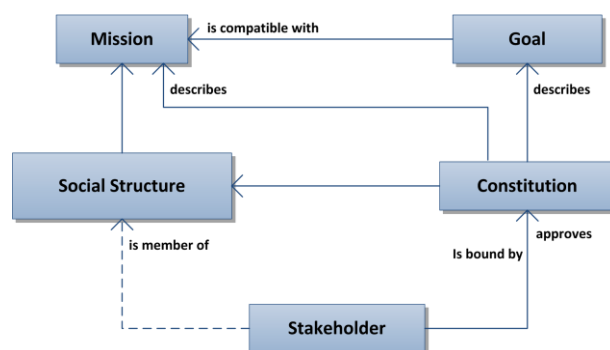 Mission
is compatible with
Goal
describes
describes
Social Structure
Constitution
is member of
approves
Is bound by
Stakeholder